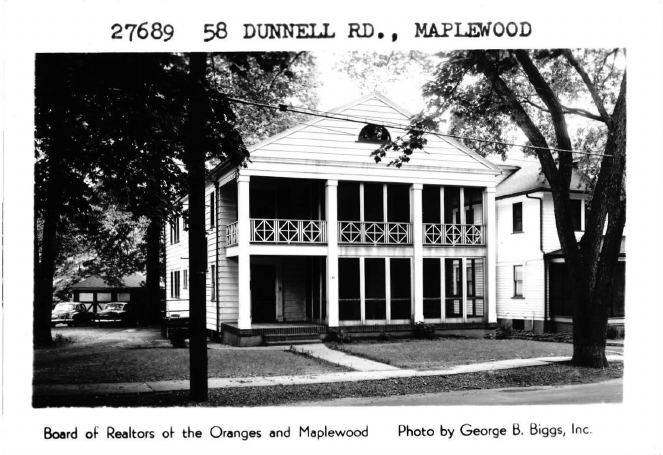 27689 58 DUNNELL RD., MAPLEWOOD
Board of Realtors of the Oranges and Maplewood Photo by George B. Biggs, Inc.